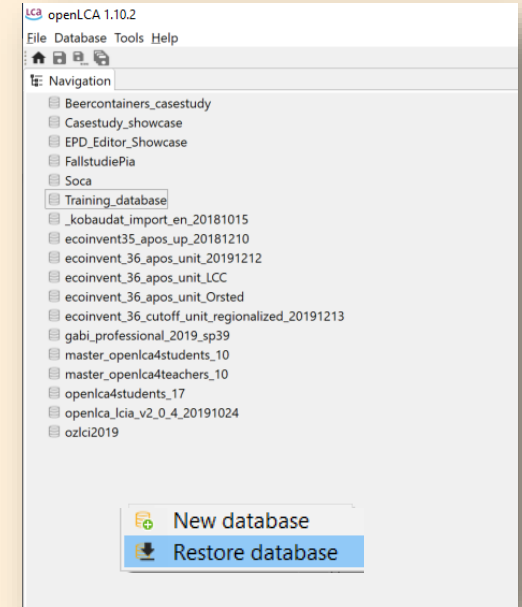 LCA openLCA 1.10.2
File Database Tools Help
Navigation
Beercontainers_casestudy
Casestudy_showcase
EPD_Editor_Showcase
FallstudiePia
Soca
Training_database
_kobaudat_import_en_20181015
ecoinvent35_apos_up_20181210
ecoinvent_36_apos_unit_20191212
ecoinvent_36_apos_unit_LCC
ecoinvent_36_apos_unit_Orsted
ecoinvent_36_cutoff_unit_regionalized_20191213
gabi_professional_2019_sp39
master_openlca4students_10
master_openlca4teachers_10
openlca4students_17
openlca_lcia_v2_0_4_20191024
ozlci2019
New database
Restore database